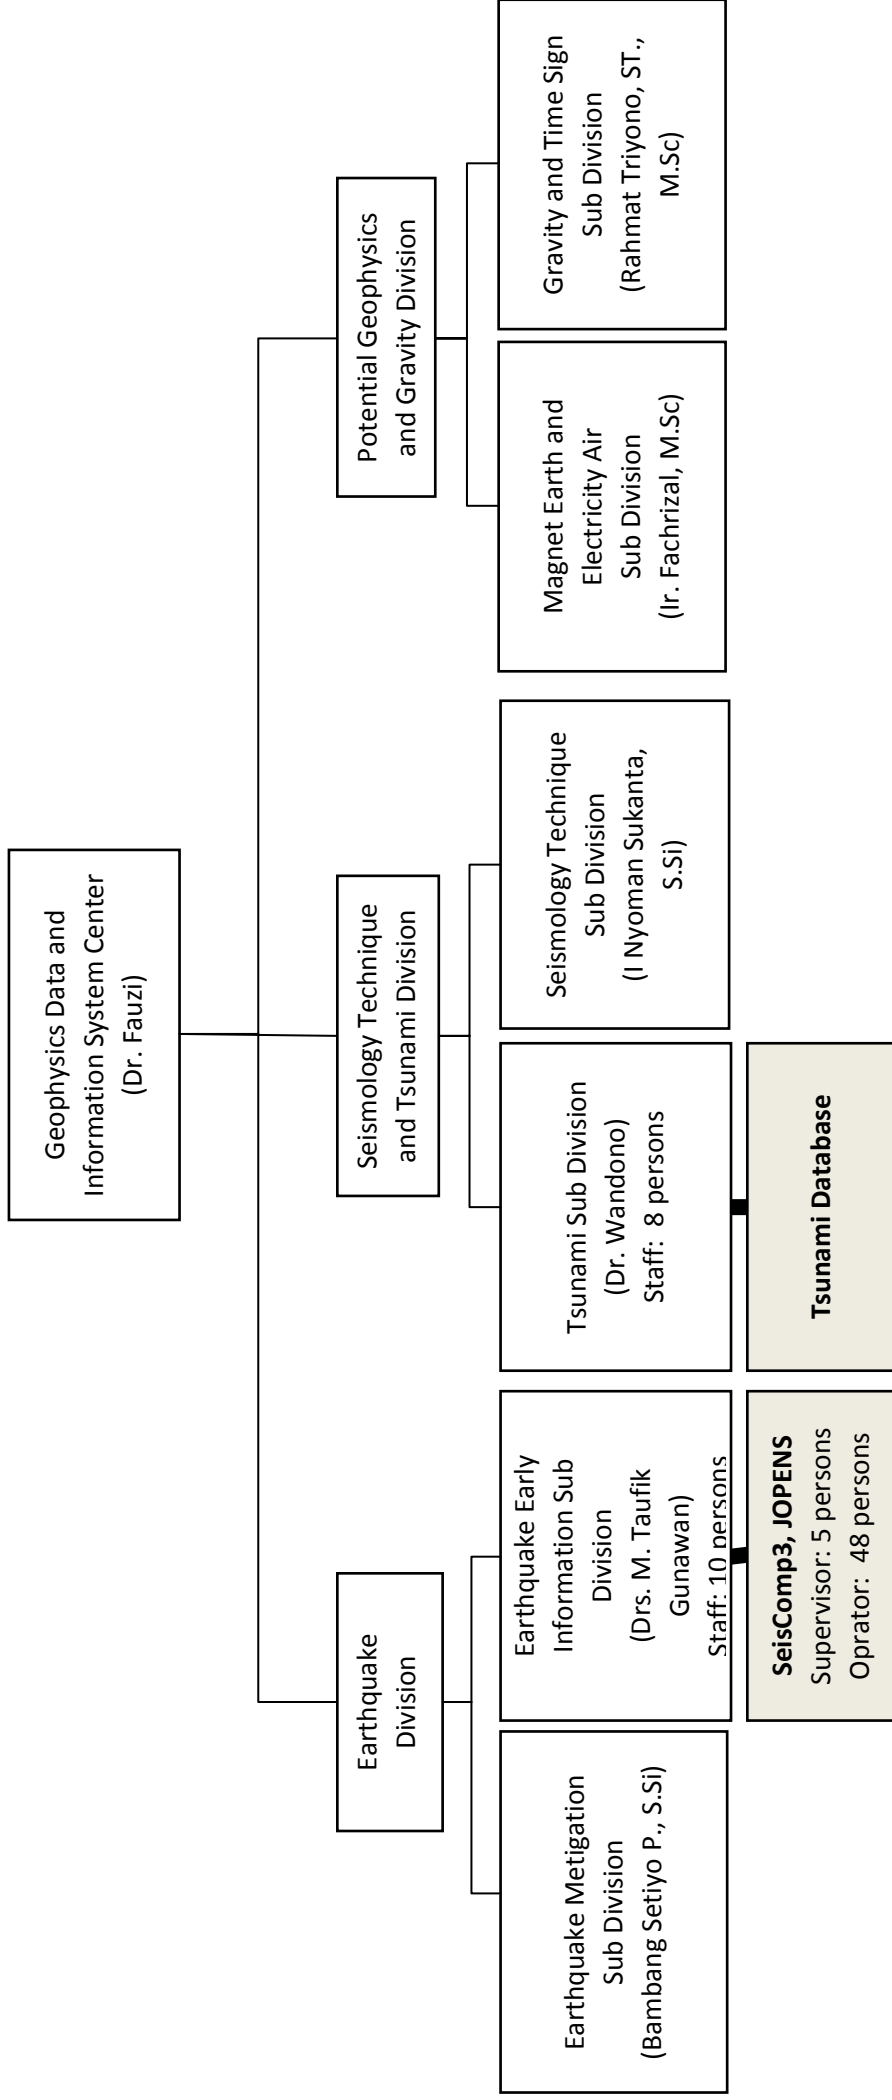 Geophysics Data and
Information System Center
(Dr. Fauzi)
Earthquake
Division
Seismology Technique
and Tsunami Division
Potential Geophysics
and Gravity Division
Earthquake Metigation
Sub Division
(Bambang Setiyo P., S.Si)
Earthquake Early
Information Sub
Division
(Drs. M. Taufik
Gunawan)
Staff: 10 persons
Tsunami Sub Division
(Dr. Wandono)
Staff: 8 persons
Seismology Technique
Sub Division
(I Nyoman Sukanta,
S.Si)
Magnet Earth and
Electricity Air
Sub Division
(Ir. Fachrizal, M.Sc)
Gravity and Time Sign
Sub Division
(Rahmat Triyono, ST.,
M.Sc)
SeisComp3, JOPENS
Supervisor: 5 persons
Oprator: 48 persons
Tsunami Database